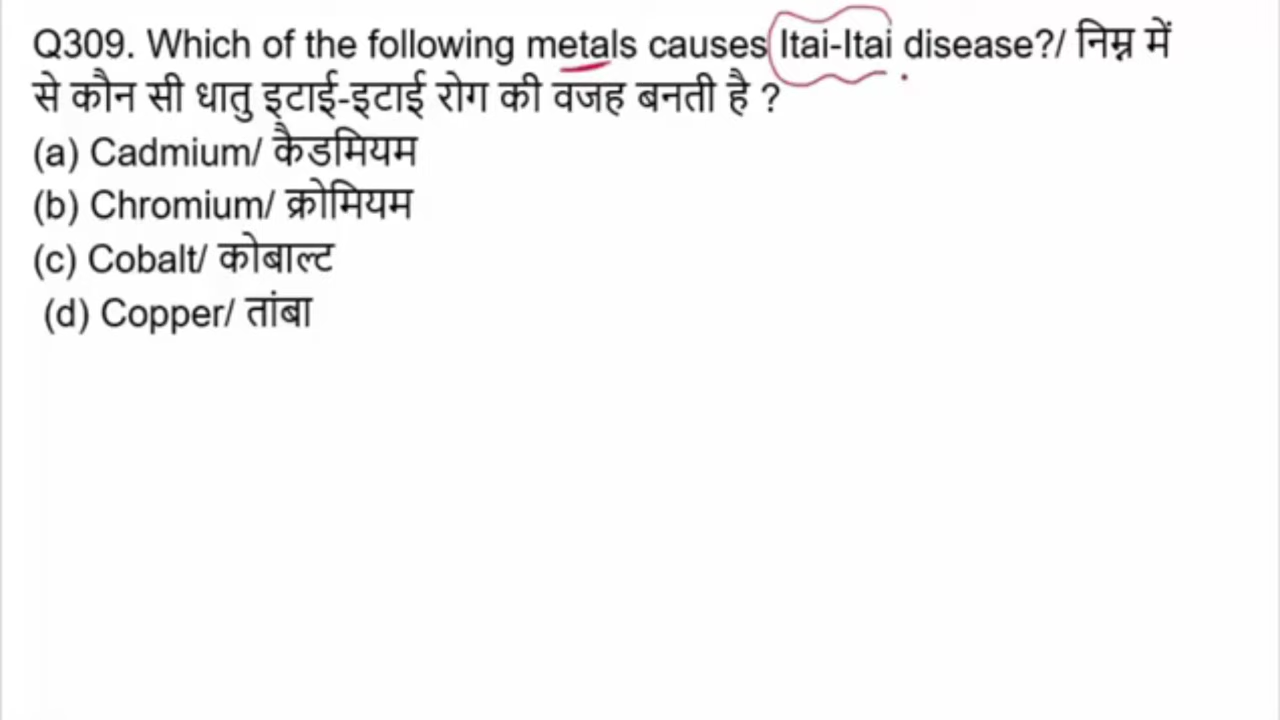 Q309. Which of the following metals causes Itai-Itai disease?/ निम्न में
से कौन सी धातु इटाई-इटाई रोग की वजह बनती है ?
(a) Cadmium/ कैडमियम
(b) Chromium/ क्रोमियम
(c) Cobalt/ कोबाल्ट
(d) Copper/ तांबा